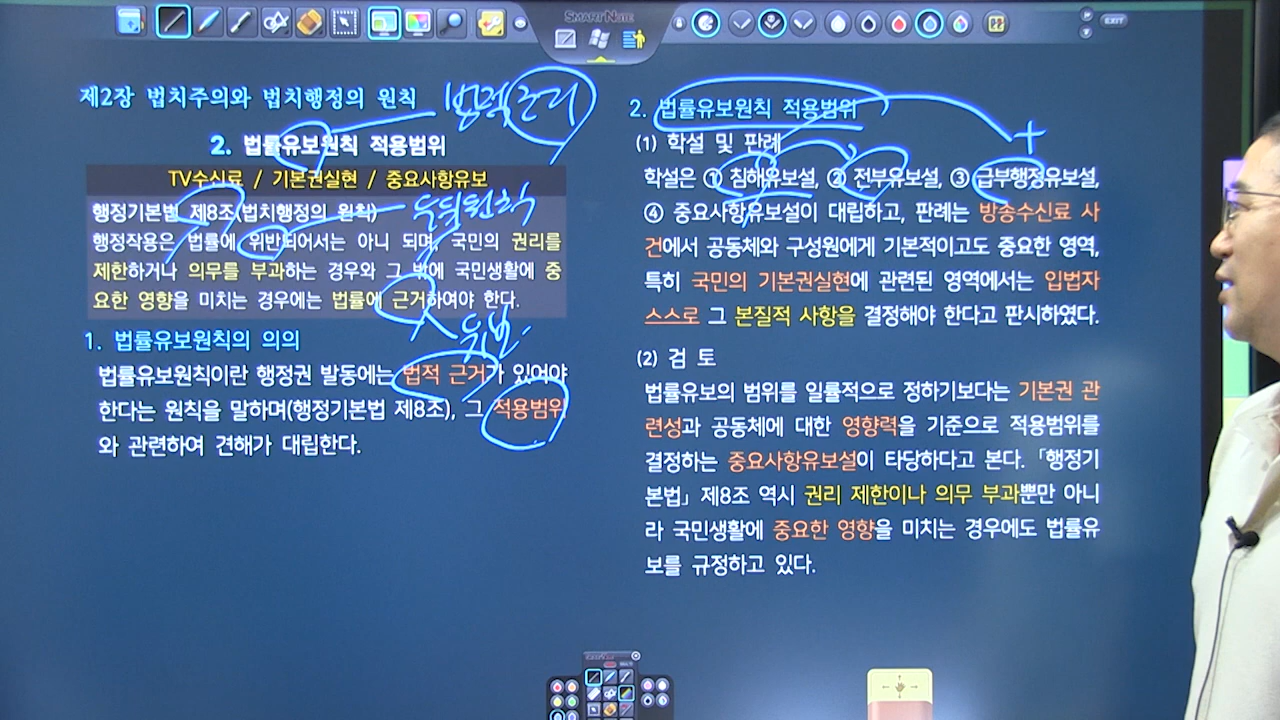 SMARTNOTE
EXIT
제2장 법치주의와 법치행정의 원칙
법적 근거
2. 법률유보원칙 적용범위
TV수신료 / 기본권실현 / 중요사항유보
행정기본법 제8조(법치행정의 원칙)
행정작용은 법률에 위반되어서는 아니 되며, 국민의 권리를
제한하거나 의무를 부과하는 경우와 그 밖에 국민생활에 중
요한 영향을 미치는 경우에는 법률에 근거하여야 한다.
1. 법률유보원칙의 의의
법률유보원칙이란 행정권 발동에는 법적 근거가 있어야
한다는 원칙을 말하며(행정기본법 제8조), 그 적용범위
와 관련하여 견해가 대립한다.
2. 법률유보원칙 적용범위
(1) 학설 및 판례
학설은 ① 침해유보설, ② 전부유보설, ③ 급부행정유보설,
④ 중요사항유보설이 대립하고, 판례는 방송수신료 사
건에서 공동체와 구성원에게 기본적이고도 중요한 영역,
특히 국민의 기본권실현에 관련된 영역에서는 입법자
스스로 그 본질적 사항을 결정해야 한다고 판시하였다.
(2) 검 토
법률유보의 범위를 일률적으로 정하기보다는 기본권 관
련성과 공동체에 대한 영향력을 기준으로 적용범위를
결정하는 중요사항유보설이 타당하다고 본다. 「행정기
본법」 제8조 역시 권리 제한이나 의무 부과뿐만 아니
라 국민생활에 중요한 영향을 미치는 경우에도 법률유
보를 규정하고 있다.